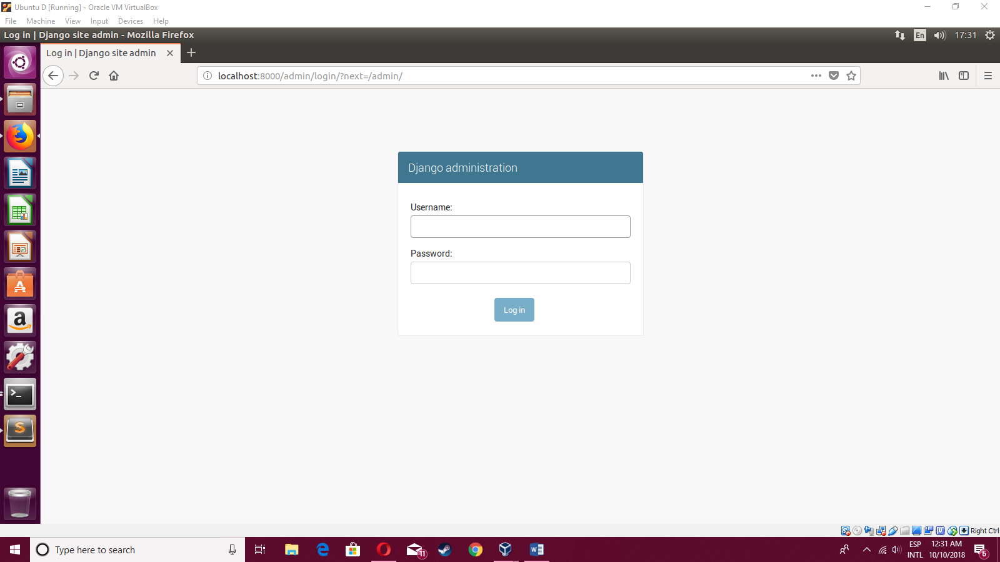 Ubuntu D [Running] - Oracle VM VirtualBox
File Machine View Input Devices Help
Log in | Django site admin - Mozilla Firefox
En
17:31
Log in | Django site admin
localhost:8000/admin/login/?next=/admin/
Django administration
Username:
Password:
Log in
Right Ctrl
Type here to search
11
ESP
INTL
12:31 AM
10/10/2018
6